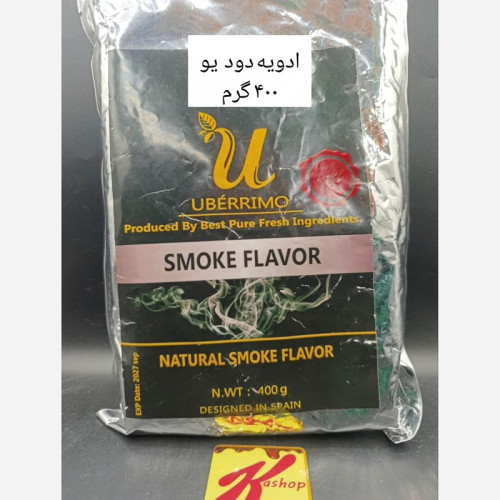 ادویه دود یو
۴۰۰ گرم
U
UBÉRRIMO
Produced By Best Pure Fresh Ingredients
SMOKE FLAVOR
NATURAL SMOKE FLAVOR
N.WT : 400 g
DESIGNED IN SPAIN
EXP Date: 2027 sep
Kashop